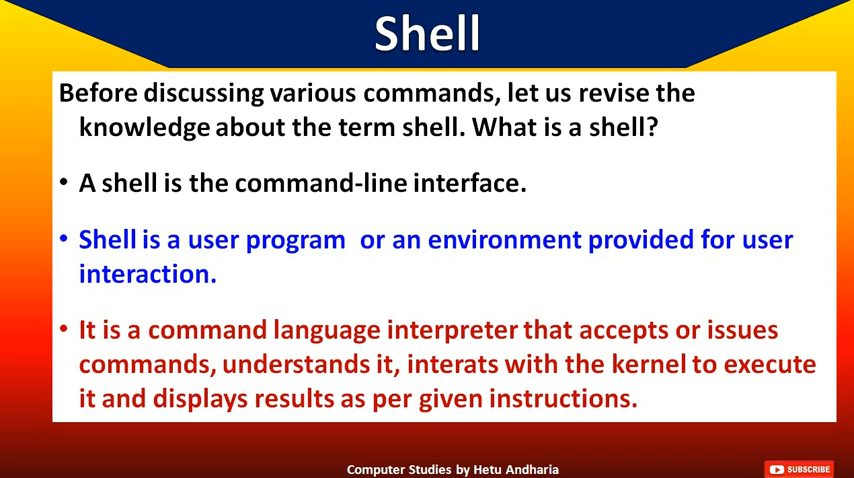 Shell
Before discussing various commands, let us revise the
knowledge about the term shell. What is a shell?
• A shell is the command-line interface.
• Shell is a user program or an environment provided for user
interaction.
• It is a command language interpreter that accepts or issues
commands, understands it, interats with the kernel to execute
it and displays results as per given instructions.
Computer Studies by Hetu Andharia
SUBSCRIBE